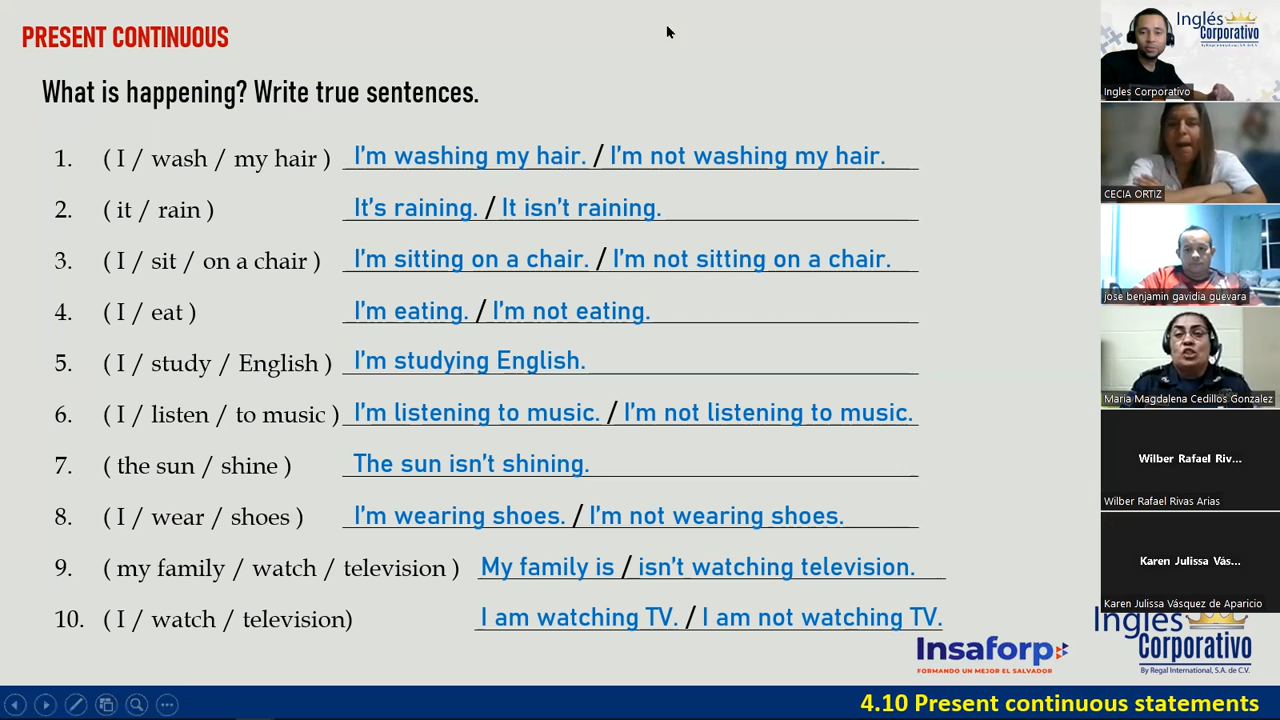 PRESENT CONTINUOUS
What is happening? Write true sentences.
1. ( I / wash / my hair ) I'm washing my hair. / I'm not washing my hair.
2. ( it / rain ) It's raining. / It isn't raining.
3. ( I / sit / on a chair ) I'm sitting on a chair. / I'm not sitting on a chair.
4. ( I / eat ) I'm eating. / I'm not eating.
5. ( I / study / English ) I'm studying English.
6. ( I / listen / to music ) I'm listening to music. / I'm not listening to music.
7. ( the sun / shine ) The sun isn't shining.
8. ( I / wear / shoes ) I'm wearing shoes. / I'm not wearing shoes.
9. ( my family / watch / television ) My family is / isn't watching television.
10. ( I / watch / television) I am watching TV. / I am not watching TV.
Insaforp
FORMANDO UN MEJOR EL SALVADOR
Inglés
Corporativo
By Regal International, S.A. de C.V.
4.10 Present continuous statements
Inglés
Corporativo
Ingles Corporativo
CECIA ORTIZ
jose benjamin gavidia guevara
Maria Magdalena Cedillos Gonzalez
Wilber Rafael Riv...
Wilber Rafael Rivas Arias
Karen Julissa Vás...
Karen Julissa Vásquez de Aparicio